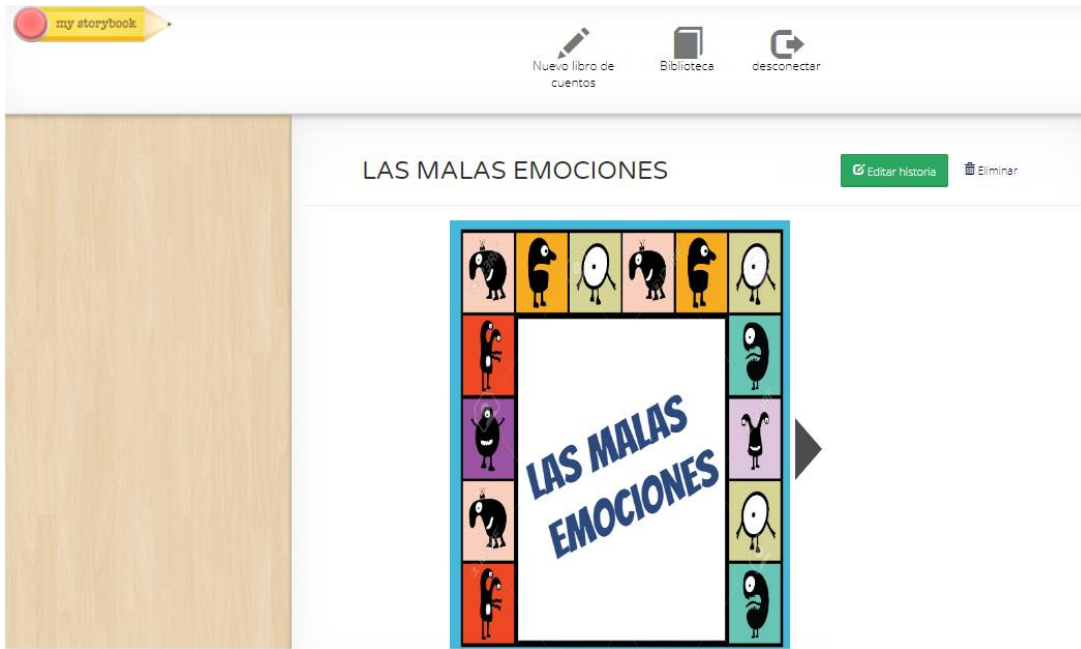 my storybook
Nuevo libro de
cuentos
Biblioteca
desconectar
LAS MALAS EMOCIONES
Editar historia
Eliminar
LAS MALAS
EMOCIONES